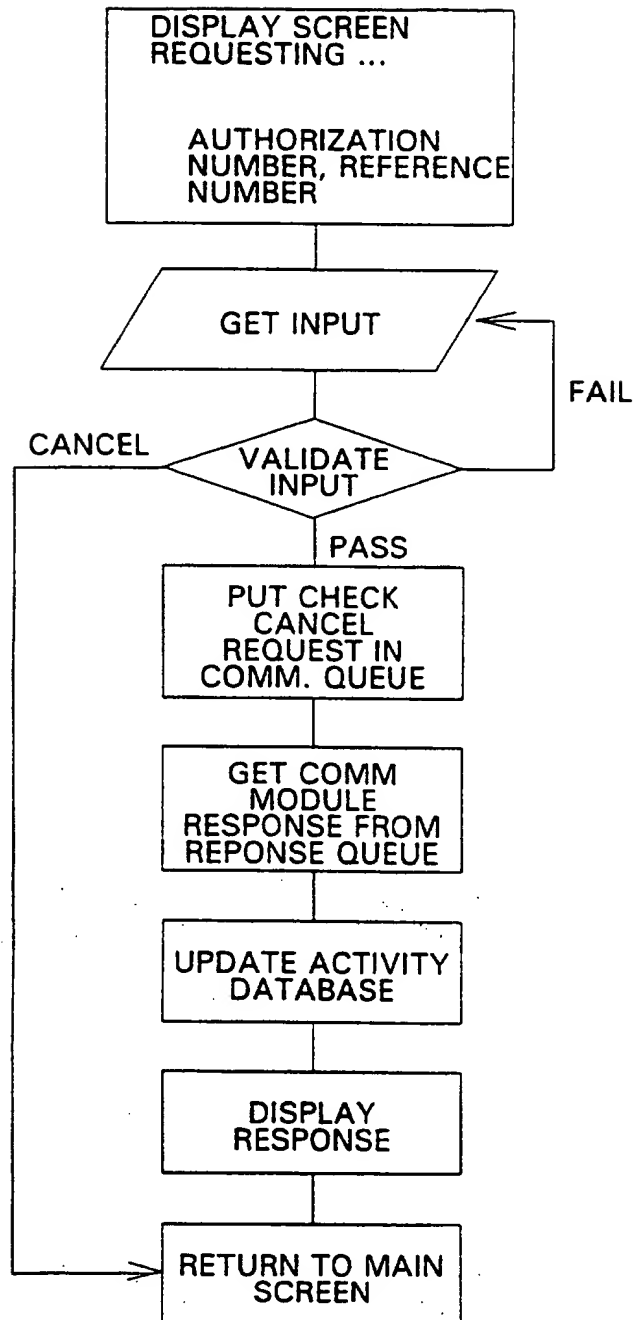 DISPLAY SCREEN
REQUESTING ...
AUTHORIZATION
NUMBER, REFERENCE
NUMBER
GET INPUT
FAIL
CANCEL
VALIDATE
INPUT
PASS
PUT CHECK
CANCEL
REQUEST IN
COMM. QUEUE
GET COMM
MODULE
RESPONSE FROM
REPONSE QUEUE
UPDATE ACTIVITY
DATABASE
DISPLAY
RESPONSE
RETURN TO MAIN
SCREEN